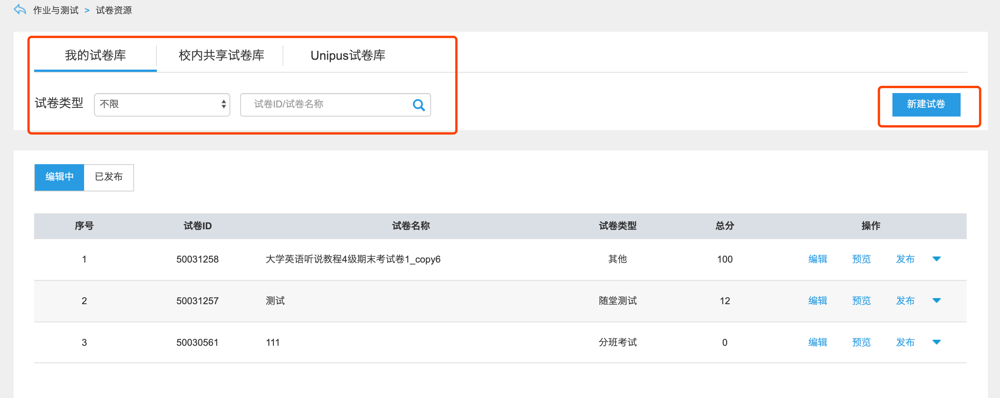 作业与测试 > 试卷资源
我的试卷库 校内共享试卷库 Unipus试卷库
试卷类型 不限 试卷ID/试卷名称 新建试卷
编辑中 已发布
序号 试卷ID 试卷名称 试卷类型 总分 操作
1 50031258 大学英语听说教程4级期末考试卷1_copy6 其他 100 编辑 预览 发布
2 50031257 测试 随堂测试 12 编辑 预览 发布
3 50030561 111 分班考试 0 编辑 预览 发布